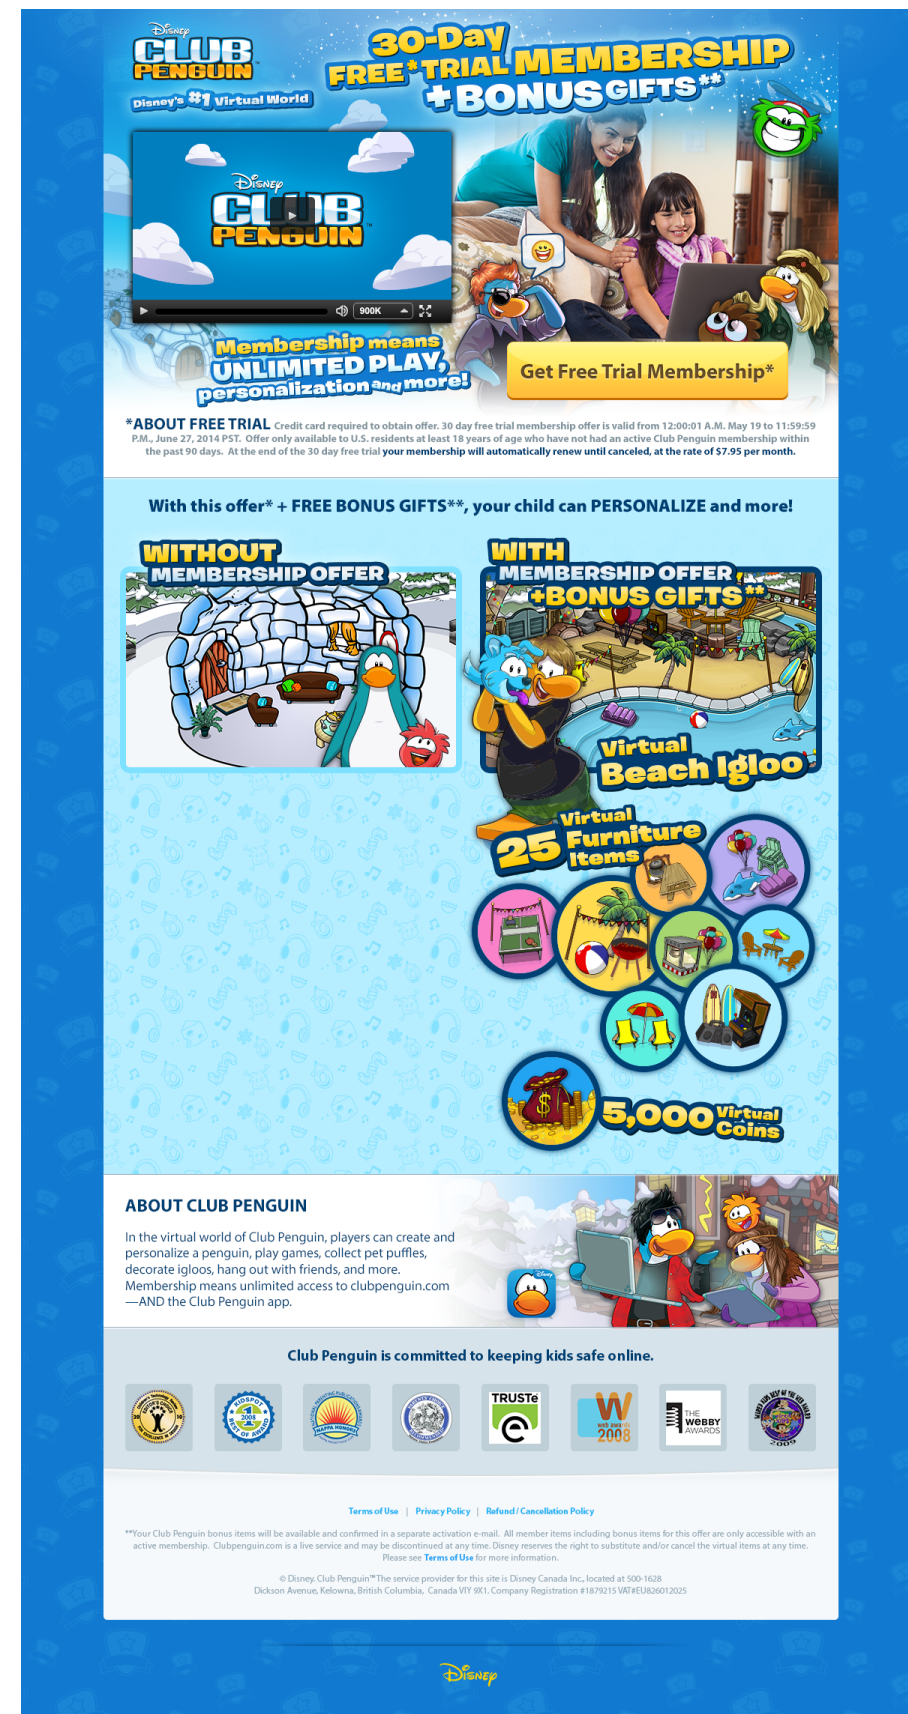 Disney
CLUB
PENGUIN
Disney's #1 Virtual World
30-Day
FREE* TRIAL MEMBERSHIP
+ BONUS GIFTS**
Disney
CLUB
PENGUIN
900K
Membership means
UNLIMITED PLAY,
personalization and more!
Get Free Trial Membership*
*ABOUT FREE TRIAL Credit card required to obtain offer. 30 day free trial membership offer is valid from 12:00:01 A.M. May 19 to 11:59:59
P.M., June 27, 2014 PST. Offer only available to U.S. residents at least 18 years of age who have not had an active Club Penguin membership within
the past 90 days. At the end of the 30 day free trial your membership will automatically renew until canceled, at the rate of $7.95 per month.
With this offer* + FREE BONUS GIFTS**, your child can PERSONALIZE and more!
WITHOUT
MEMBERSHIP OFFER
WITH
MEMBERSHIP OFFER
+BONUS GIFTS**
Virtual
Beach Igloo
25 Virtual
Furniture
Items
$
5,000 Virtual
Coins
ABOUT CLUB PENGUIN
In the virtual world of Club Penguin, players can create and
personalize a penguin, play games, collect pet puffles,
decorate igloos, hang out with friends, and more.
Membership means unlimited access to clubpenguin.com
—AND the Club Penguin app.
Disney
Club Penguin is committed to keeping kids safe online.
KIDSPOT
1
2008
BEST OF AWARD
NAPPA HONORS
TRUSTe
W
web awards
2008
THE
WEBBY
AWARDS
2009
Terms of Use | Privacy Policy | Refund / Cancellation Policy
**Your Club Penguin bonus items will be available and confirmed in a separate activation e-mail. All member items including bonus items for this offer are only accessible with an
active membership. Clubpenguin.com is a live service and may be discontinued at any time. Disney reserves the right to substitute and/or cancel the virtual items at any time.
Please see Terms of Use for more information.
© Disney. Club Penguin™ The service provider for this site is Disney Canada Inc., located at 500-1628
Dickson Avenue, Kelowna, British Columbia, Canada V1Y 9X1. Company Registration #1879215 VAT#EU826012025
Disney